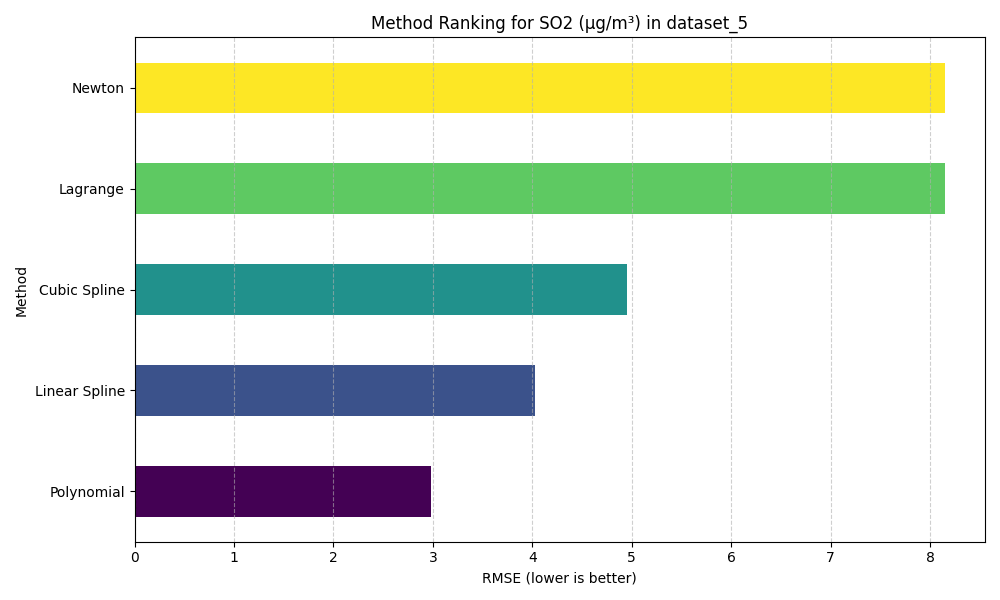 Method Ranking for SO2 (µg/m³) in dataset_5
Method
Newton
Lagrange
Cubic Spline
Linear Spline
Polynomial
0 1 2 3 4 5 6 7 8
RMSE (lower is better)